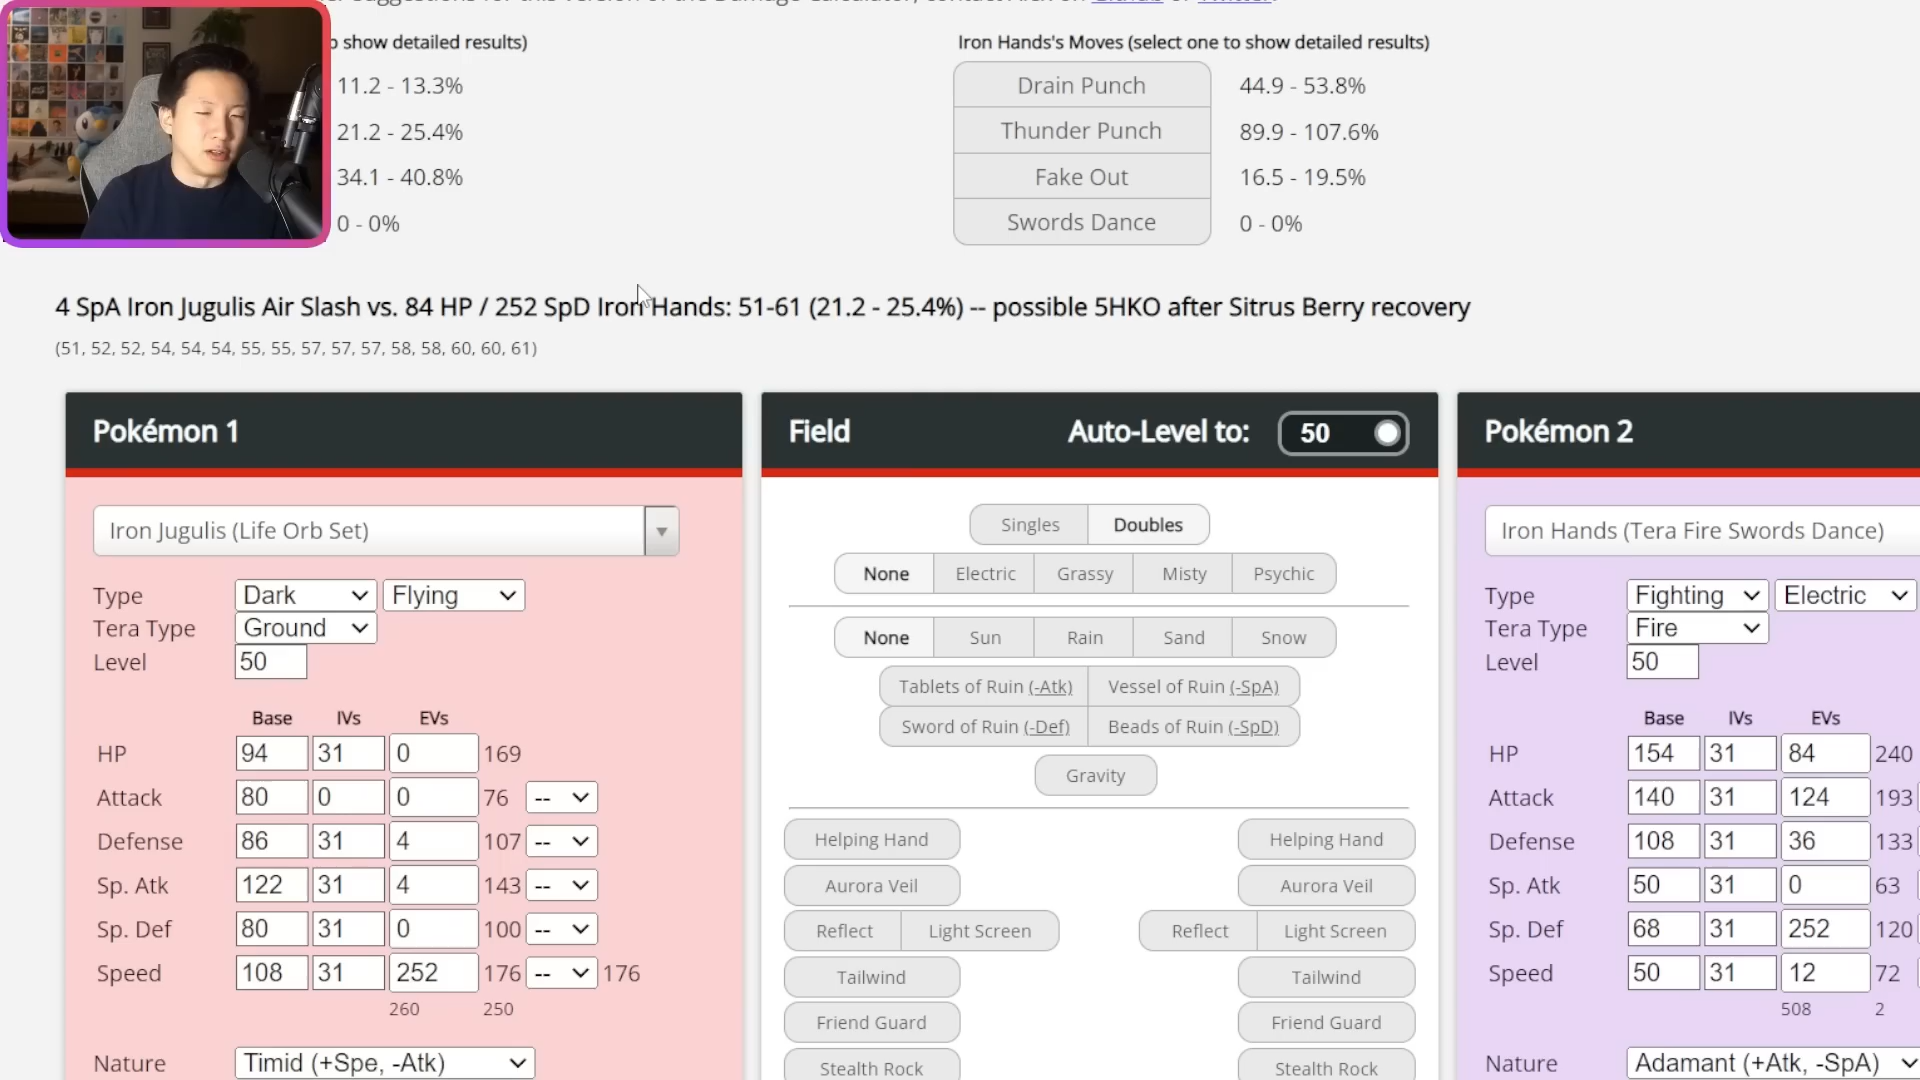 Iron Hands's Moves (select one to show detailed results)
show detailed results)
11.2 - 13.3%
21.2 - 25.4%
34.1 - 40.8%
0 - 0%
Drain Punch 44.9 - 53.8%
Thunder Punch 89.9 - 107.6%
Fake Out 16.5 - 19.5%
Swords Dance 0 - 0%
4 SpA Iron Jugulis Air Slash vs. 84 HP / 252 SpD Iron Hands: 51-61 (21.2 - 25.4%) -- possible 5HKO after Sitrus Berry recovery
(51, 52, 52, 54, 54, 54, 55, 55, 57, 57, 57, 58, 58, 60, 60, 61)
Pokémon 1
Iron Jugulis (Life Orb Set)
Type Dark Flying
Tera Type Ground
Level 50
Base IVs EVs
HP 94 31 0 169
Attack 80 0 0 76 --
Defense 86 31 4 107 --
Sp. Atk 122 31 4 143 --
Sp. Def 80 31 0 100 --
Speed 108 31 252 176 -- 176
260 250
Nature Timid (+Spe, -Atk)
Field Auto-Level to: 50
Singles Doubles
None Electric Grassy Misty Psychic
None Sun Rain Sand Snow
Tablets of Ruin (-Atk) Vessel of Ruin (-SpA)
Sword of Ruin (-Def) Beads of Ruin (-SpD)
Gravity
Helping Hand Helping Hand
Aurora Veil Aurora Veil
Reflect Light Screen Reflect Light Screen
Tailwind Tailwind
Friend Guard Friend Guard
Stealth Rock Stealth Rock
Pokémon 2
Iron Hands (Tera Fire Swords Dance)
Type Fighting Electric
Tera Type Fire
Level 50
Base IVs EVs
HP 154 31 84 240
Attack 140 31 124 193
Defense 108 31 36 133
Sp. Atk 50 31 0 63
Sp. Def 68 31 252 120
Speed 50 31 12 72
508 2
Nature Adamant (+Atk, -SpA)